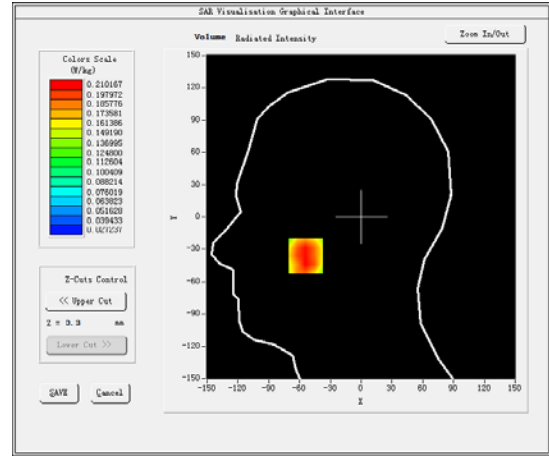 SAR Visualisation Graphical Interface
Volume Radiated Intensity
Zoom In/Out
Colors Scale
(W/kg)
0.210167
0.197972
0.185776
0.173581
0.161386
0.149190
0.136995
0.124800
0.112604
0.100409
0.088214
0.076019
0.063823
0.051628
0.039433
0.027237
Z-Cuts Control
<< Upper Cut
Z = 0.0 mm
Lower Cut >>
SAVE
Cancel
150
120
90
60
30
0
-30
-60
-90
-120
-150
Y
-150 -120 -90 -60 -30 0 30 60 90 120 150
X